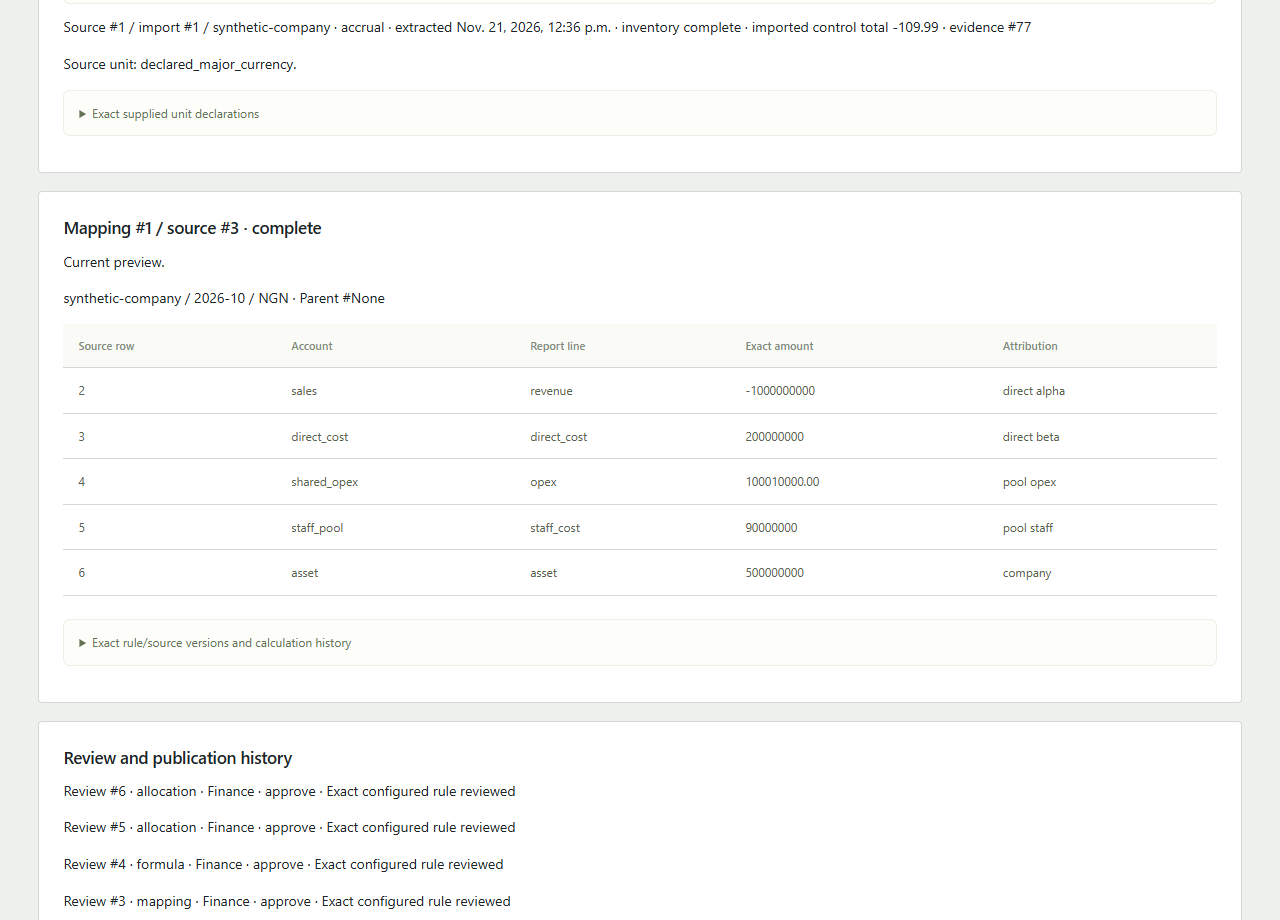 Source #1 / import #1 / synthetic-company · accrual · extracted Nov. 21, 2026, 12:36 p.m. · inventory complete · imported control total -109.99 · evidence #77
Source unit: declared_major_currency.
▶ Exact supplied unit declarations
Mapping #1 / source #3 · complete
Current preview.
synthetic-company / 2026-10 / NGN · Parent #None
Source row Account Report line Exact amount Attribution
2 sales revenue -1000000000 direct alpha
3 direct_cost direct_cost 200000000 direct beta
4 shared_opex opex 100010000.00 pool opex
5 staff_pool staff_cost 90000000 pool staff
6 asset asset 500000000 company
▶ Exact rule/source versions and calculation history
Review and publication history
Review #6 · allocation · Finance · approve · Exact configured rule reviewed
Review #5 · allocation · Finance · approve · Exact configured rule reviewed
Review #4 · formula · Finance · approve · Exact configured rule reviewed
Review #3 · mapping · Finance · approve · Exact configured rule reviewed